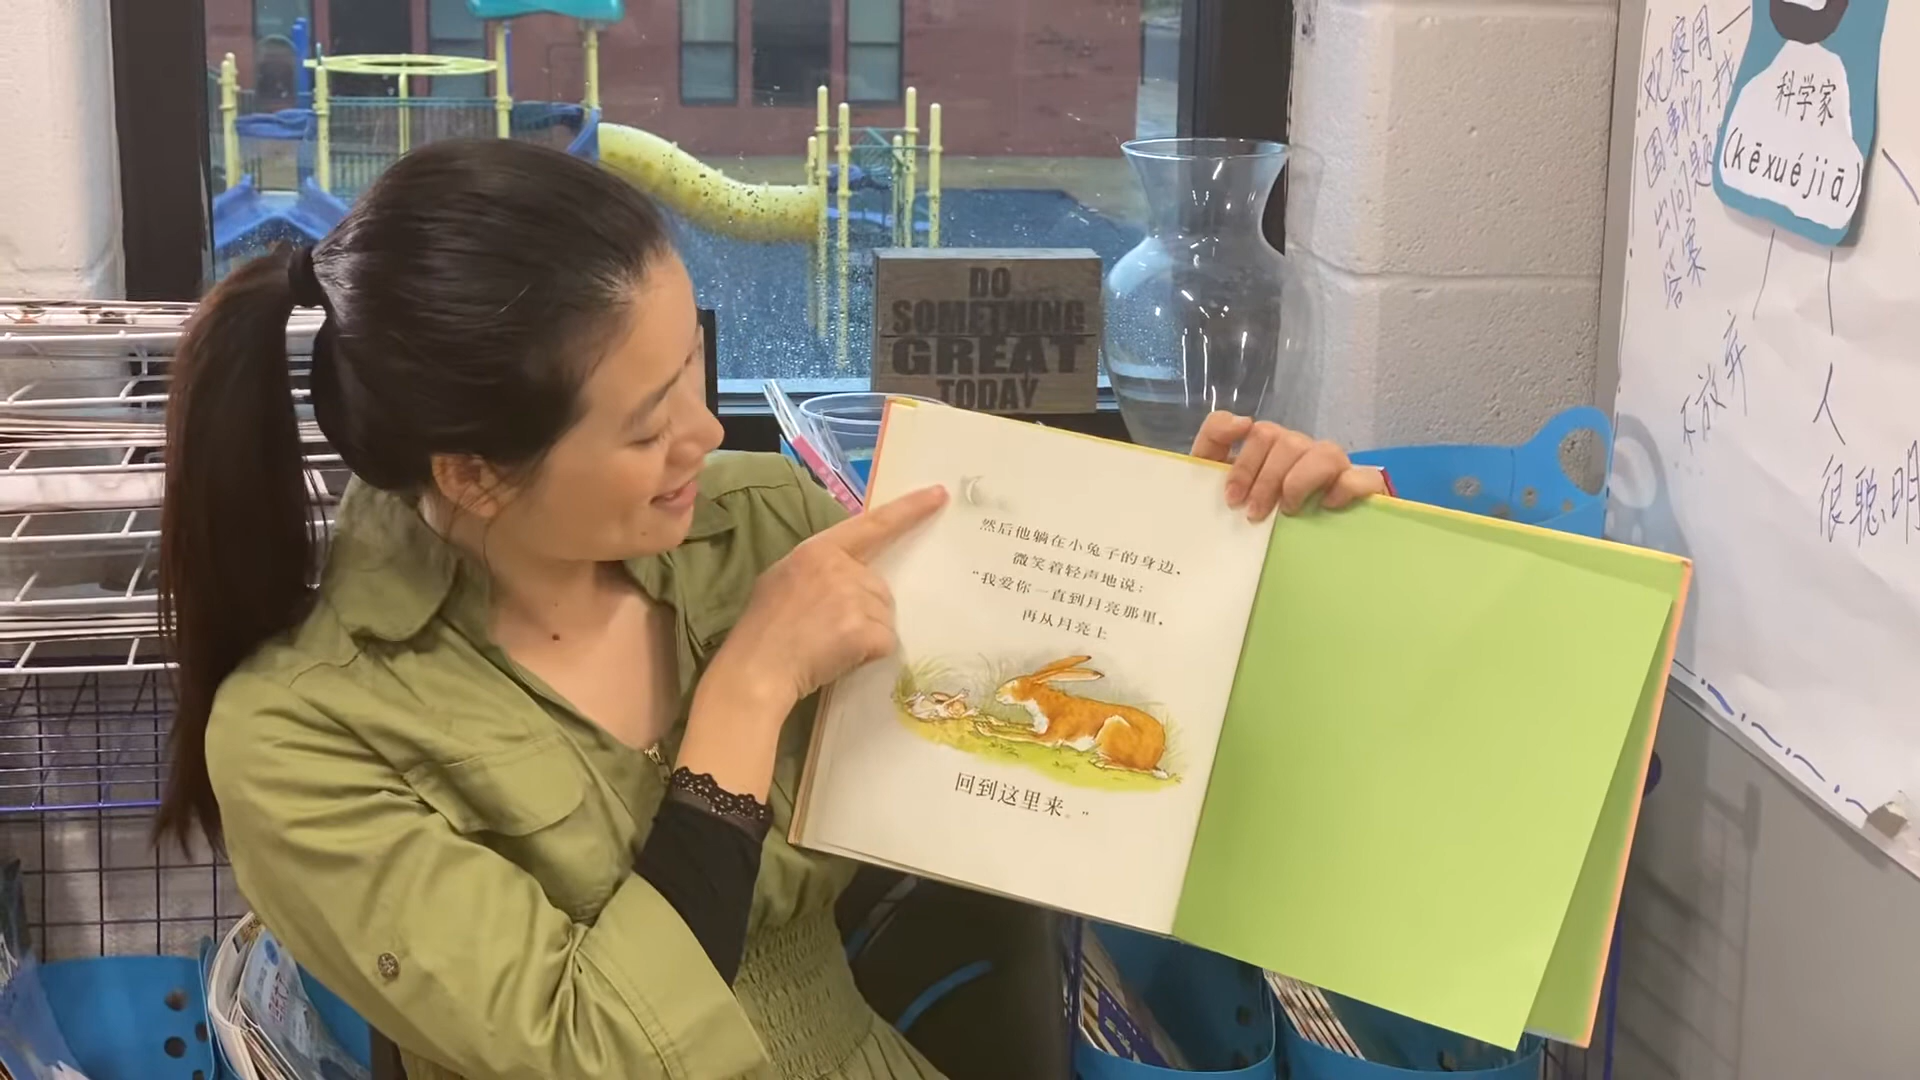 DO
SOMETHING
GREAT
TODAY
然后他躺在小兔子的身边，
微笑着轻声地说：
“我爱你一直到月亮那里，
再从月亮上
回到这里来。”
观察周
围事物，找
出问题
答案
科学家
(kēxuéjiā)
不放弃
人
很聪明